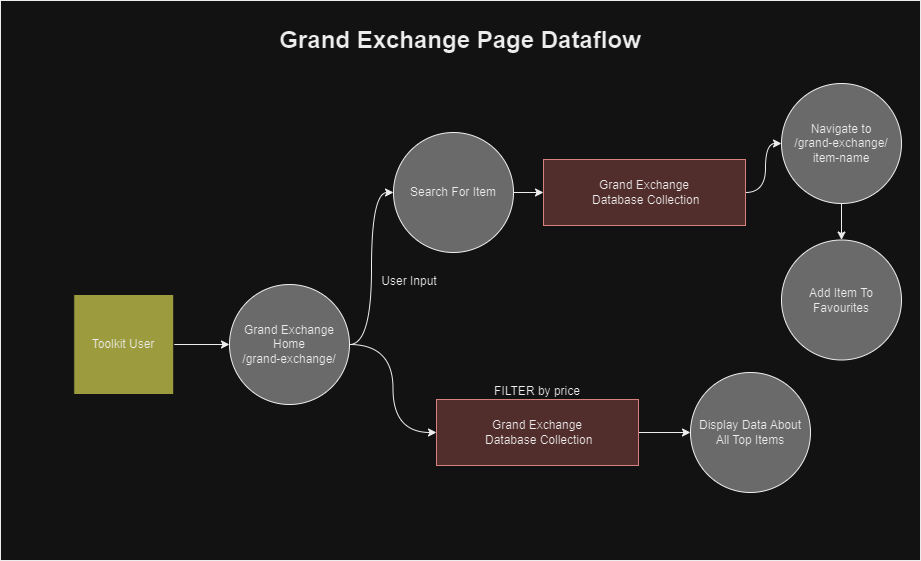 Grand Exchange Page Dataflow
Navigate to
/grand-exchange/
item-name
Search For Item
Grand Exchange
Database Collection
User Input
Add Item To
Favourites
Toolkit User
Grand Exchange
Home
/grand-exchange/
FILTER by price
Grand Exchange
Database Collection
Display Data About
All Top Items